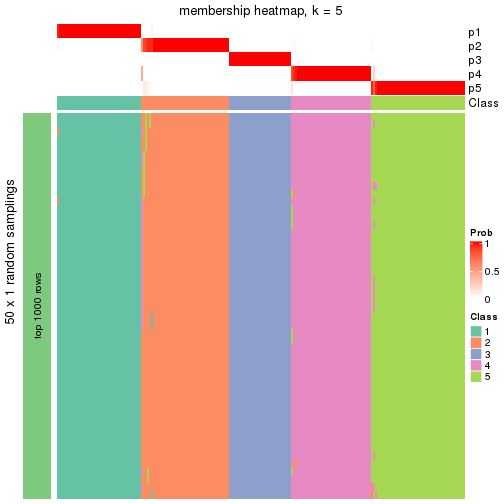 membership heatmap, k = 5
p1
p2
p3
p4
p5
Class
50 x 1 random samplings
top 1000 rows
Prob
1
0.5
0
Class
1
2
3
4
5